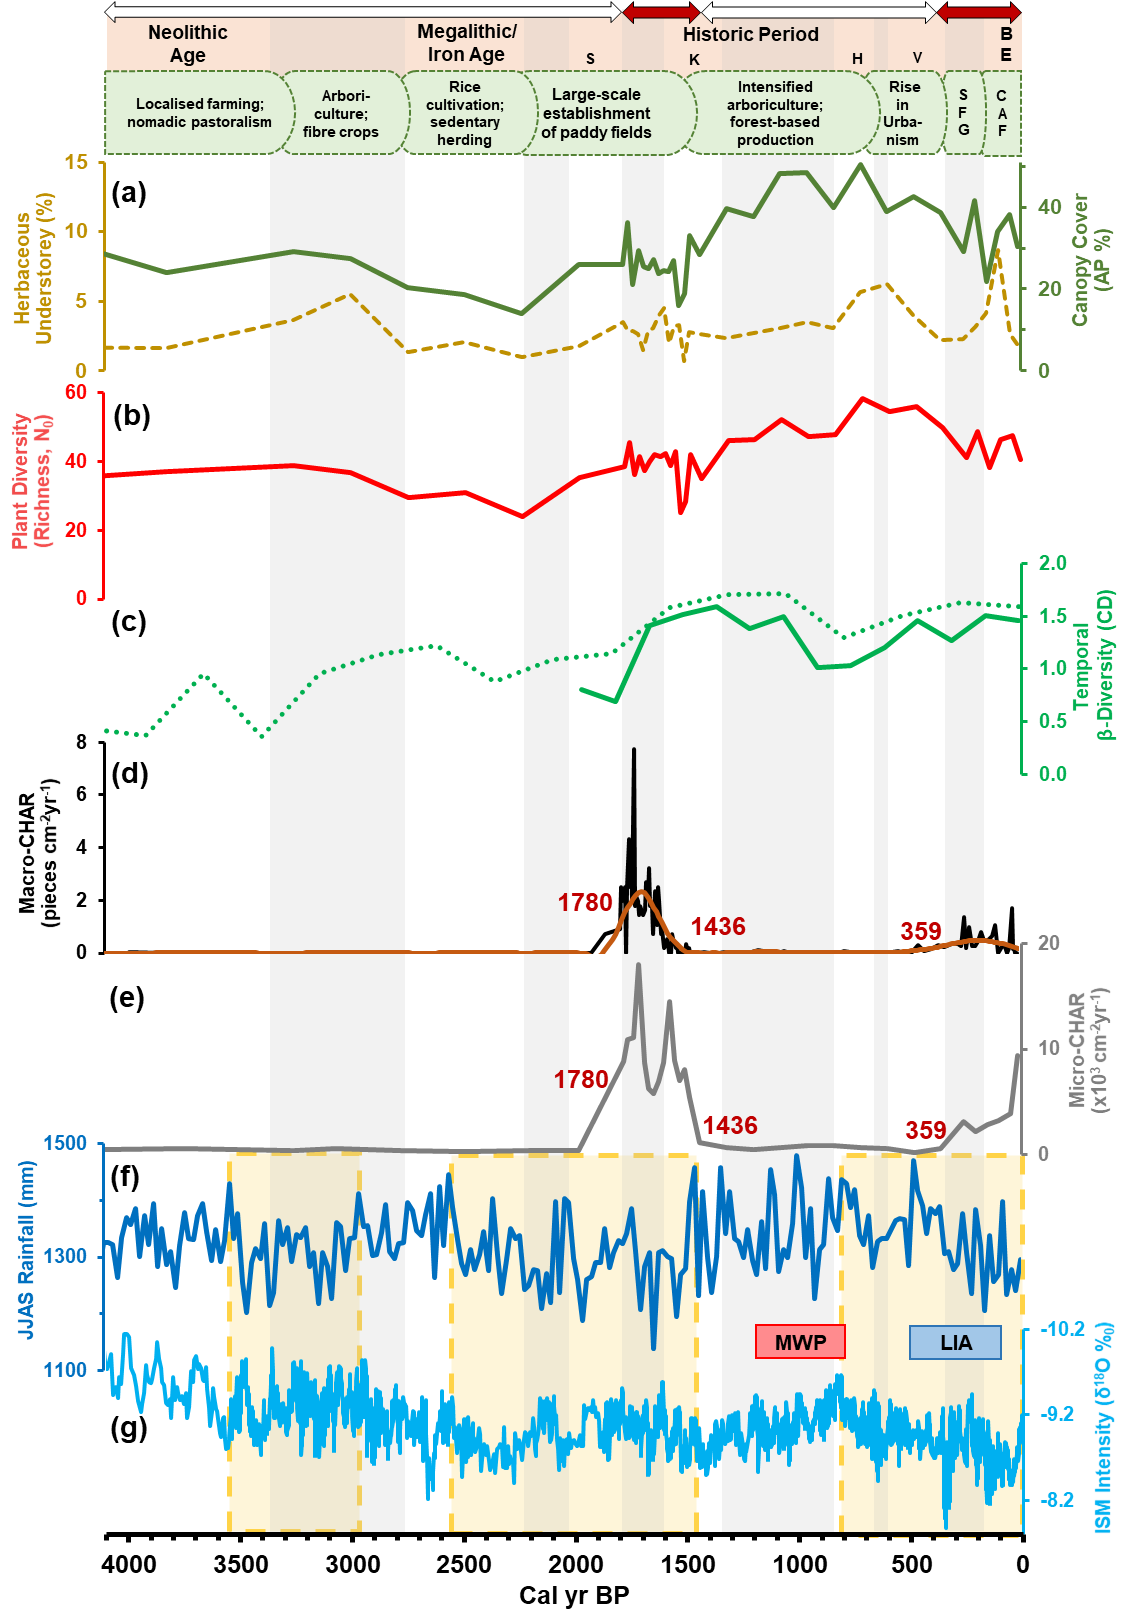 Neolithic
Age
Megalithic/
Iron Age
Historic Period
B
E
S
K
H
V
Localised farming;
nomadic pastoralism
Arbori-
culture;
fibre crops
Rice
cultivation;
sedentary
herding
Large-scale
establishment
of paddy fields
Intensified
arboriculture;
forest-based
production
Rise
in
Urba-
nism
S
F
G
C
A
F
(a)
Herbaceous
Understorey (%)
15
10
5
0
Canopy Cover
(AP %)
40
20
0
(b)
Plant Diversity
(Richness, N₀)
60
40
20
0
(c)
Temporal
β-Diversity (CD)
2.0
1.5
1.0
0.5
0.0
(d)
Macro-CHAR
(pieces cm⁻²yr⁻¹)
8
6
4
2
0
1780
1436
359
(e)
Micro-CHAR
(x10³ cm⁻²yr⁻¹)
20
10
0
1780
1436
359
(f)
JJAS Rainfall (mm)
1500
1300
1100
MWP
LIA
(g)
ISM Intensity (δ¹⁸O ‰)
-10.2
-9.2
-8.2
4000 3500 3000 2500 2000 1500 1000 500 0
Cal yr BP